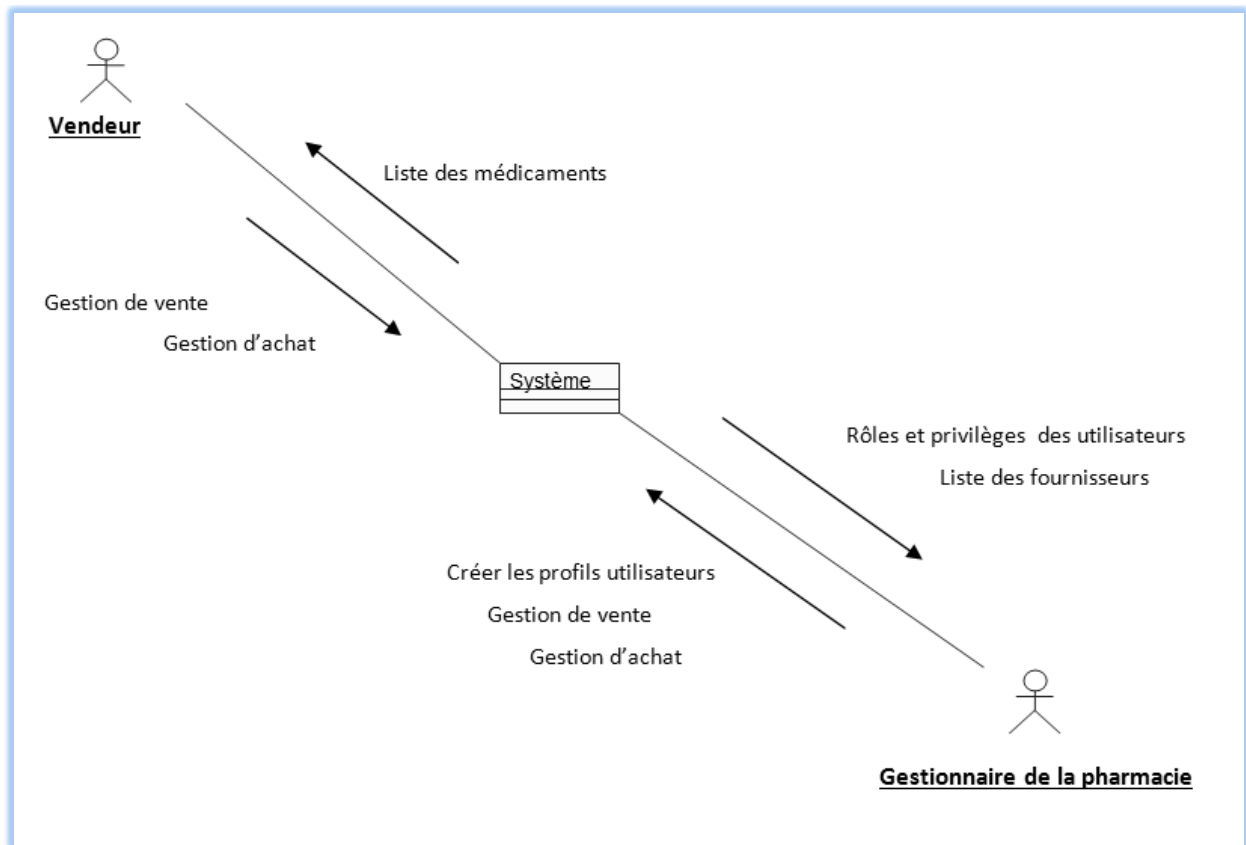 Vendeur
Liste des médicaments
Gestion de vente
Gestion d'achat
Système
Rôles et privilèges des utilisateurs
Liste des fournisseurs
Créer les profils utilisateurs
Gestion de vente
Gestion d'achat
Gestionnaire de la pharmacie